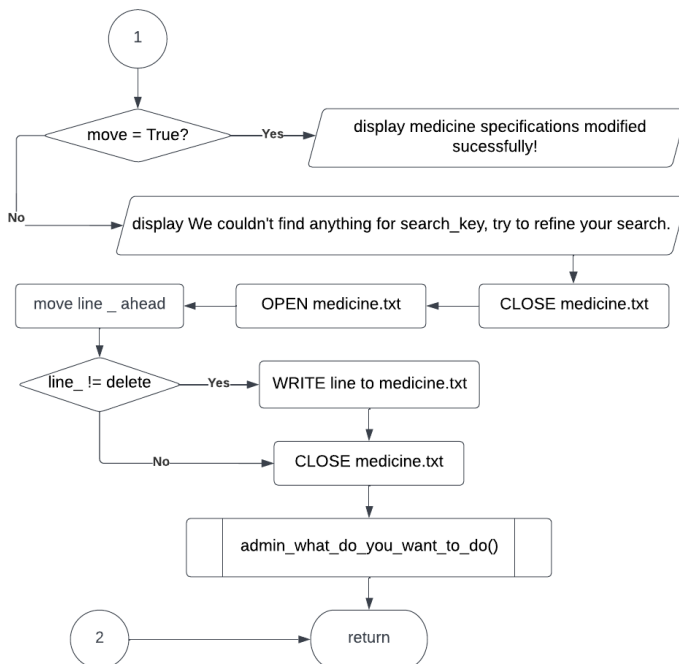 1
move = True?
Yes
display medicine specifications modified
sucessfully!
No
display We couldn't find anything for search_key, try to refine your search.
move line _ ahead
OPEN medicine.txt
CLOSE medicine.txt
line_ != delete
Yes
WRITE line to medicine.txt
No
CLOSE medicine.txt
admin_what_do_you_want_to_do()
2
return